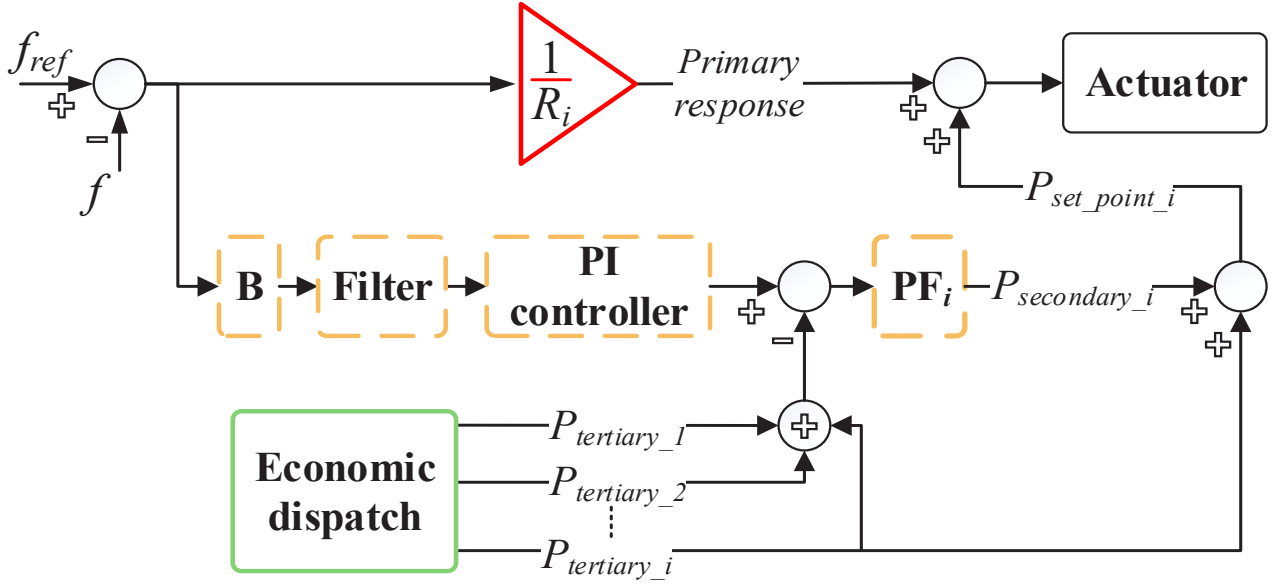 f_ref
f
1
R_i
Primary
response
Actuator
P_set_point_i
B
Filter
PI
controller
PF_i
P_secondary_i
Economic
dispatch
P_tertiary_1
P_tertiary_2
P_tertiary_i